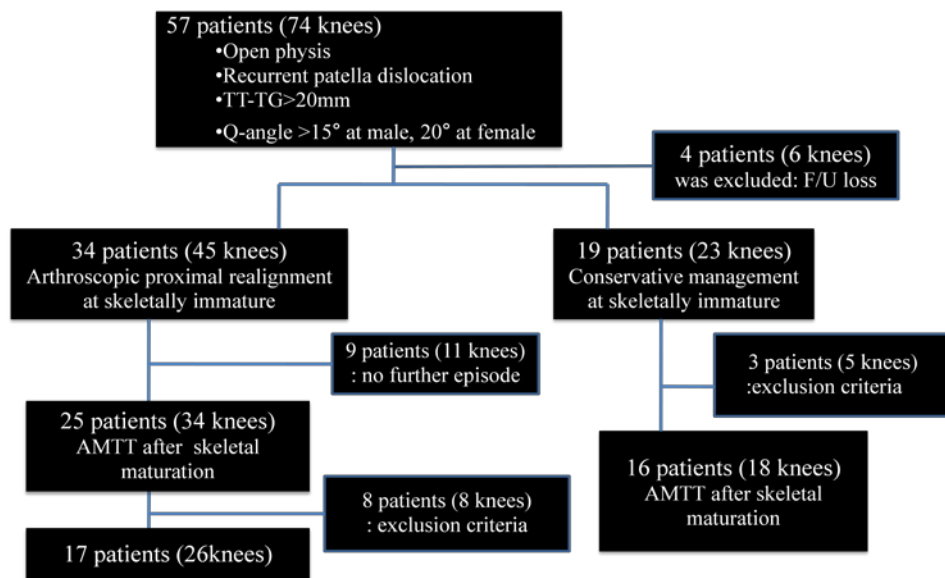 57 patients (74 knees)
•Open physis
•Recurrent patella dislocation
•TT-TG>20mm
•Q-angle >15° at male, 20° at female
4 patients (6 knees)
was excluded: F/U loss
34 patients (45 knees)
Arthroscopic proximal realignment
at skeletally immature
19 patients (23 knees)
Conservative management
at skeletally immature
9 patients (11 knees)
: no further episode
3 patients (5 knees)
:exclusion criteria
25 patients (34 knees)
AMTT after skeletal
maturation
16 patients (18 knees)
AMTT after skeletal
maturation
8 patients (8 knees)
: exclusion criteria
17 patients (26knees)